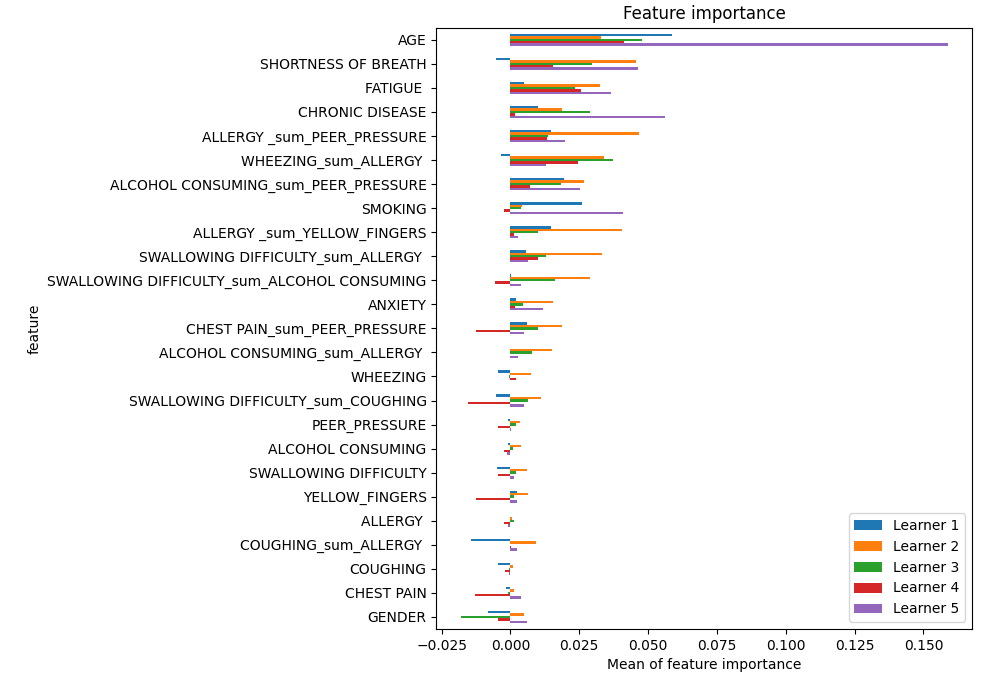 Feature importance
AGE
SHORTNESS OF BREATH
FATIGUE
CHRONIC DISEASE
ALLERGY _sum_PEER_PRESSURE
WHEEZING_sum_ALLERGY
ALCOHOL CONSUMING_sum_PEER_PRESSURE
SMOKING
ALLERGY _sum_YELLOW_FINGERS
SWALLOWING DIFFICULTY_sum_ALLERGY
SWALLOWING DIFFICULTY_sum_ALCOHOL CONSUMING
ANXIETY
CHEST PAIN_sum_PEER_PRESSURE
ALCOHOL CONSUMING_sum_ALLERGY
WHEEZING
SWALLOWING DIFFICULTY_sum_COUGHING
PEER_PRESSURE
ALCOHOL CONSUMING
SWALLOWING DIFFICULTY
YELLOW_FINGERS
ALLERGY
COUGHING_sum_ALLERGY
COUGHING
CHEST PAIN
GENDER
feature
Learner 1
Learner 2
Learner 3
Learner 4
Learner 5
−0.025 0.000 0.025 0.050 0.075 0.100 0.125 0.150
Mean of feature importance